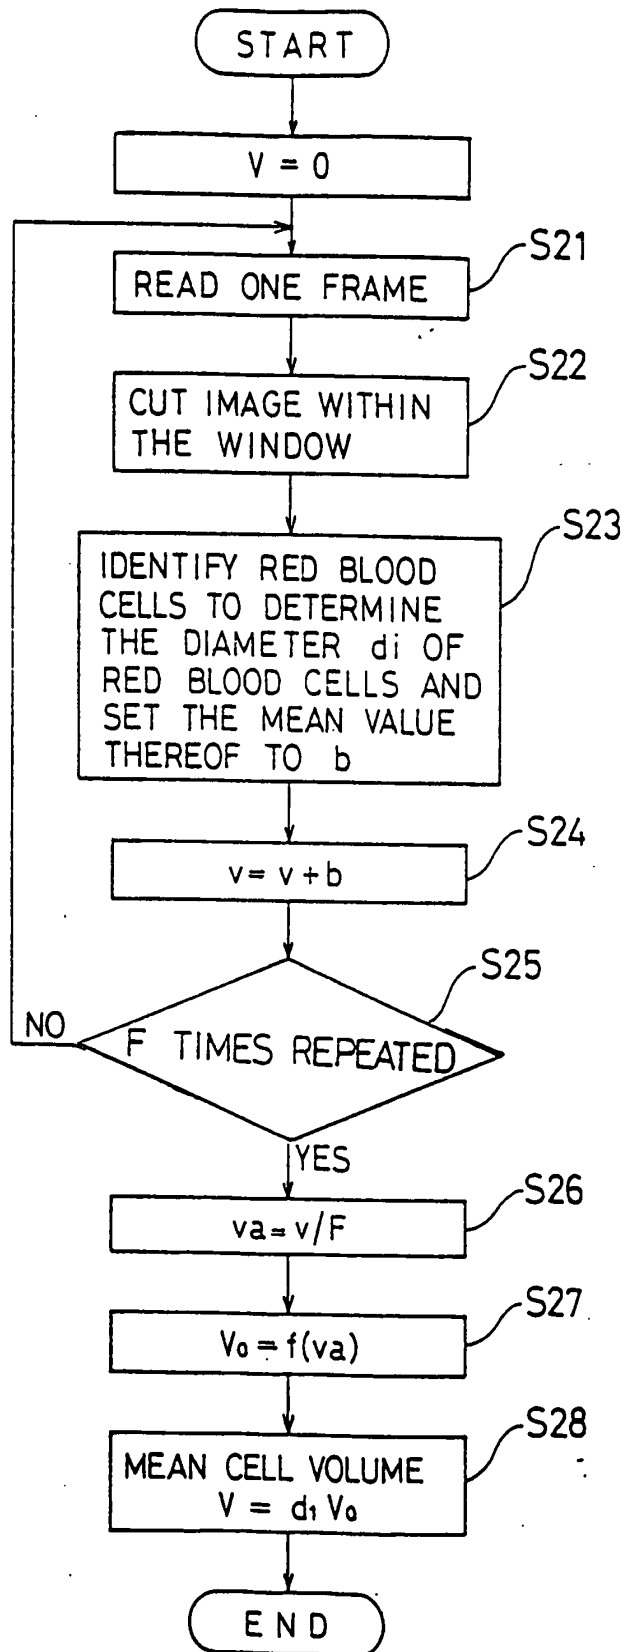 START
V = 0
S21
READ ONE FRAME
S22
CUT IMAGE WITHIN
THE WINDOW
S23
IDENTIFY RED BLOOD
CELLS TO DETERMINE
THE DIAMETER di OF
RED BLOOD CELLS AND
SET THE MEAN VALUE
THEREOF TO b
S24
v = v + b
S25
F TIMES REPEATED
NO
YES
S26
va = v/F
S27
V₀ = f(va)
S28
MEAN CELL VOLUME
V = d₁ V₀
END